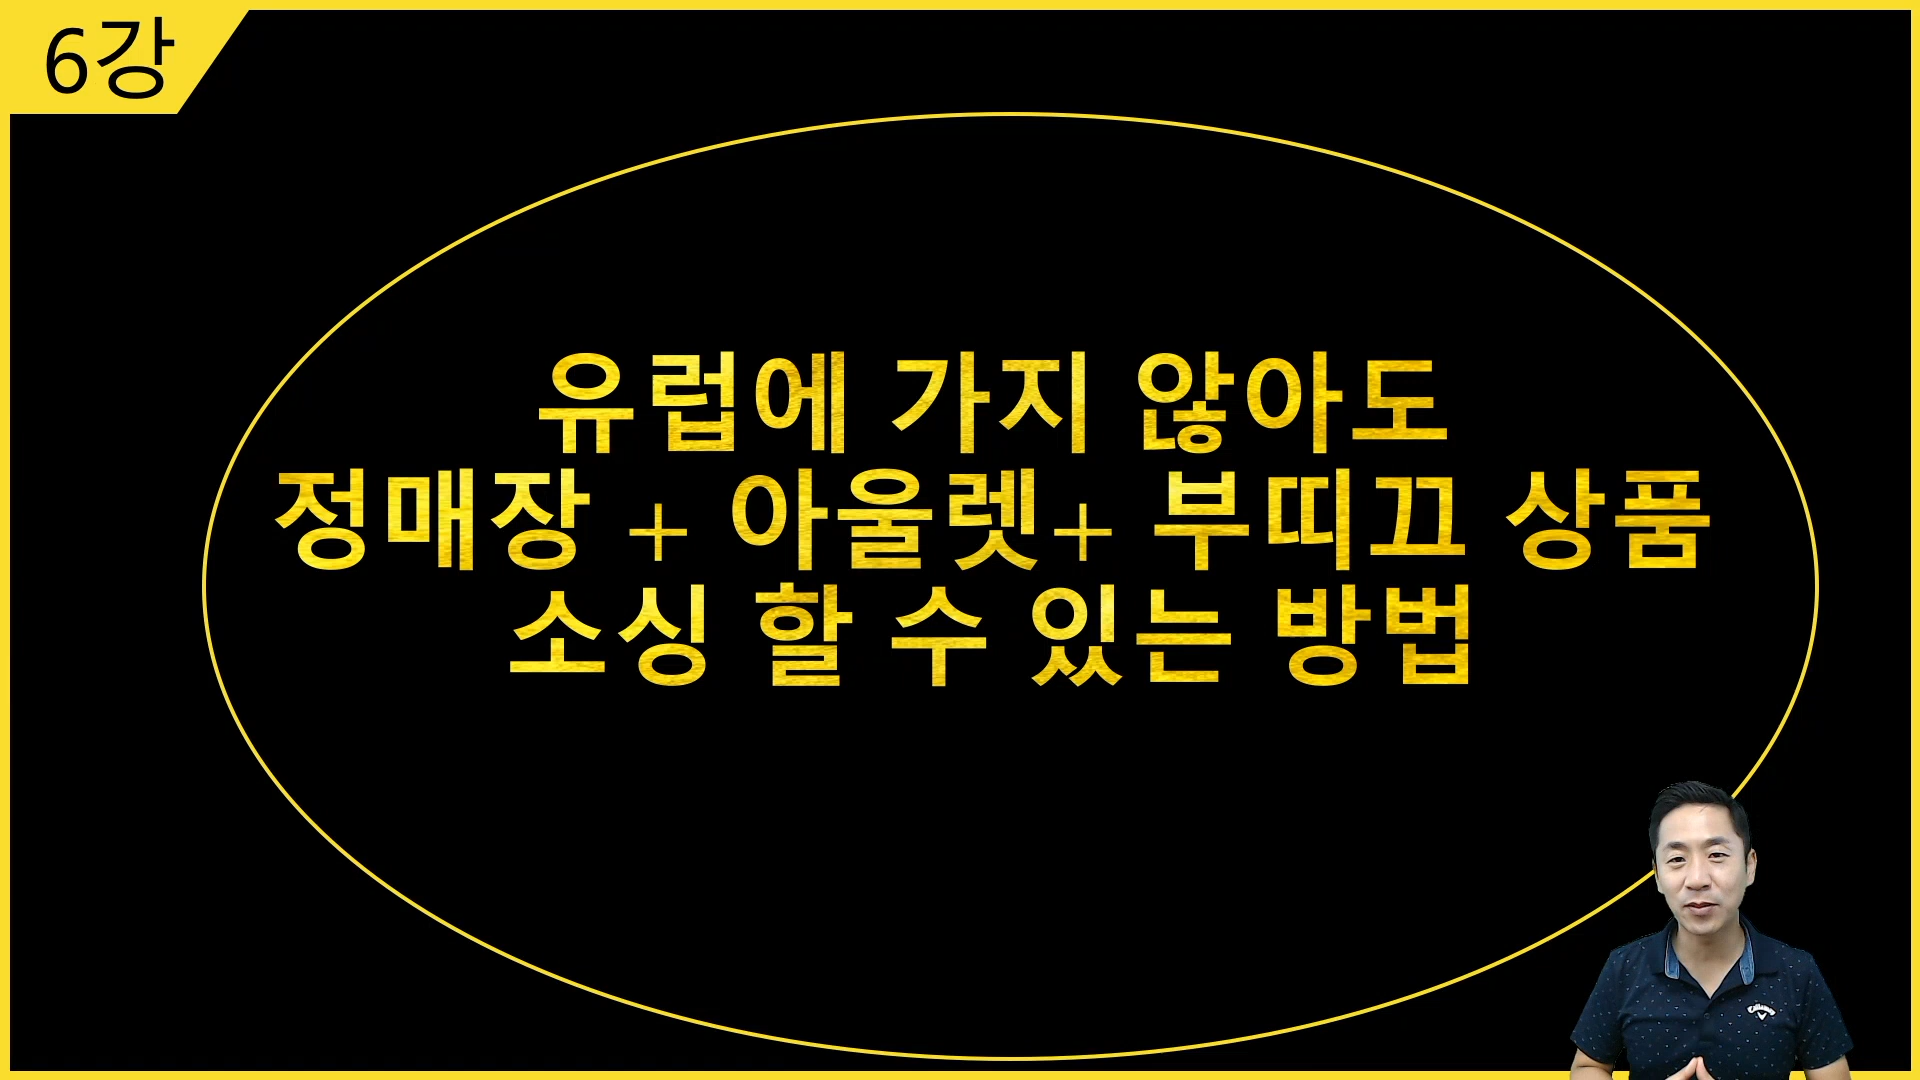 6강
유럽에 가지 않아도
정매장 + 아울렛+ 부띠끄 상품
소싱 할 수 있는 방법
Callaway